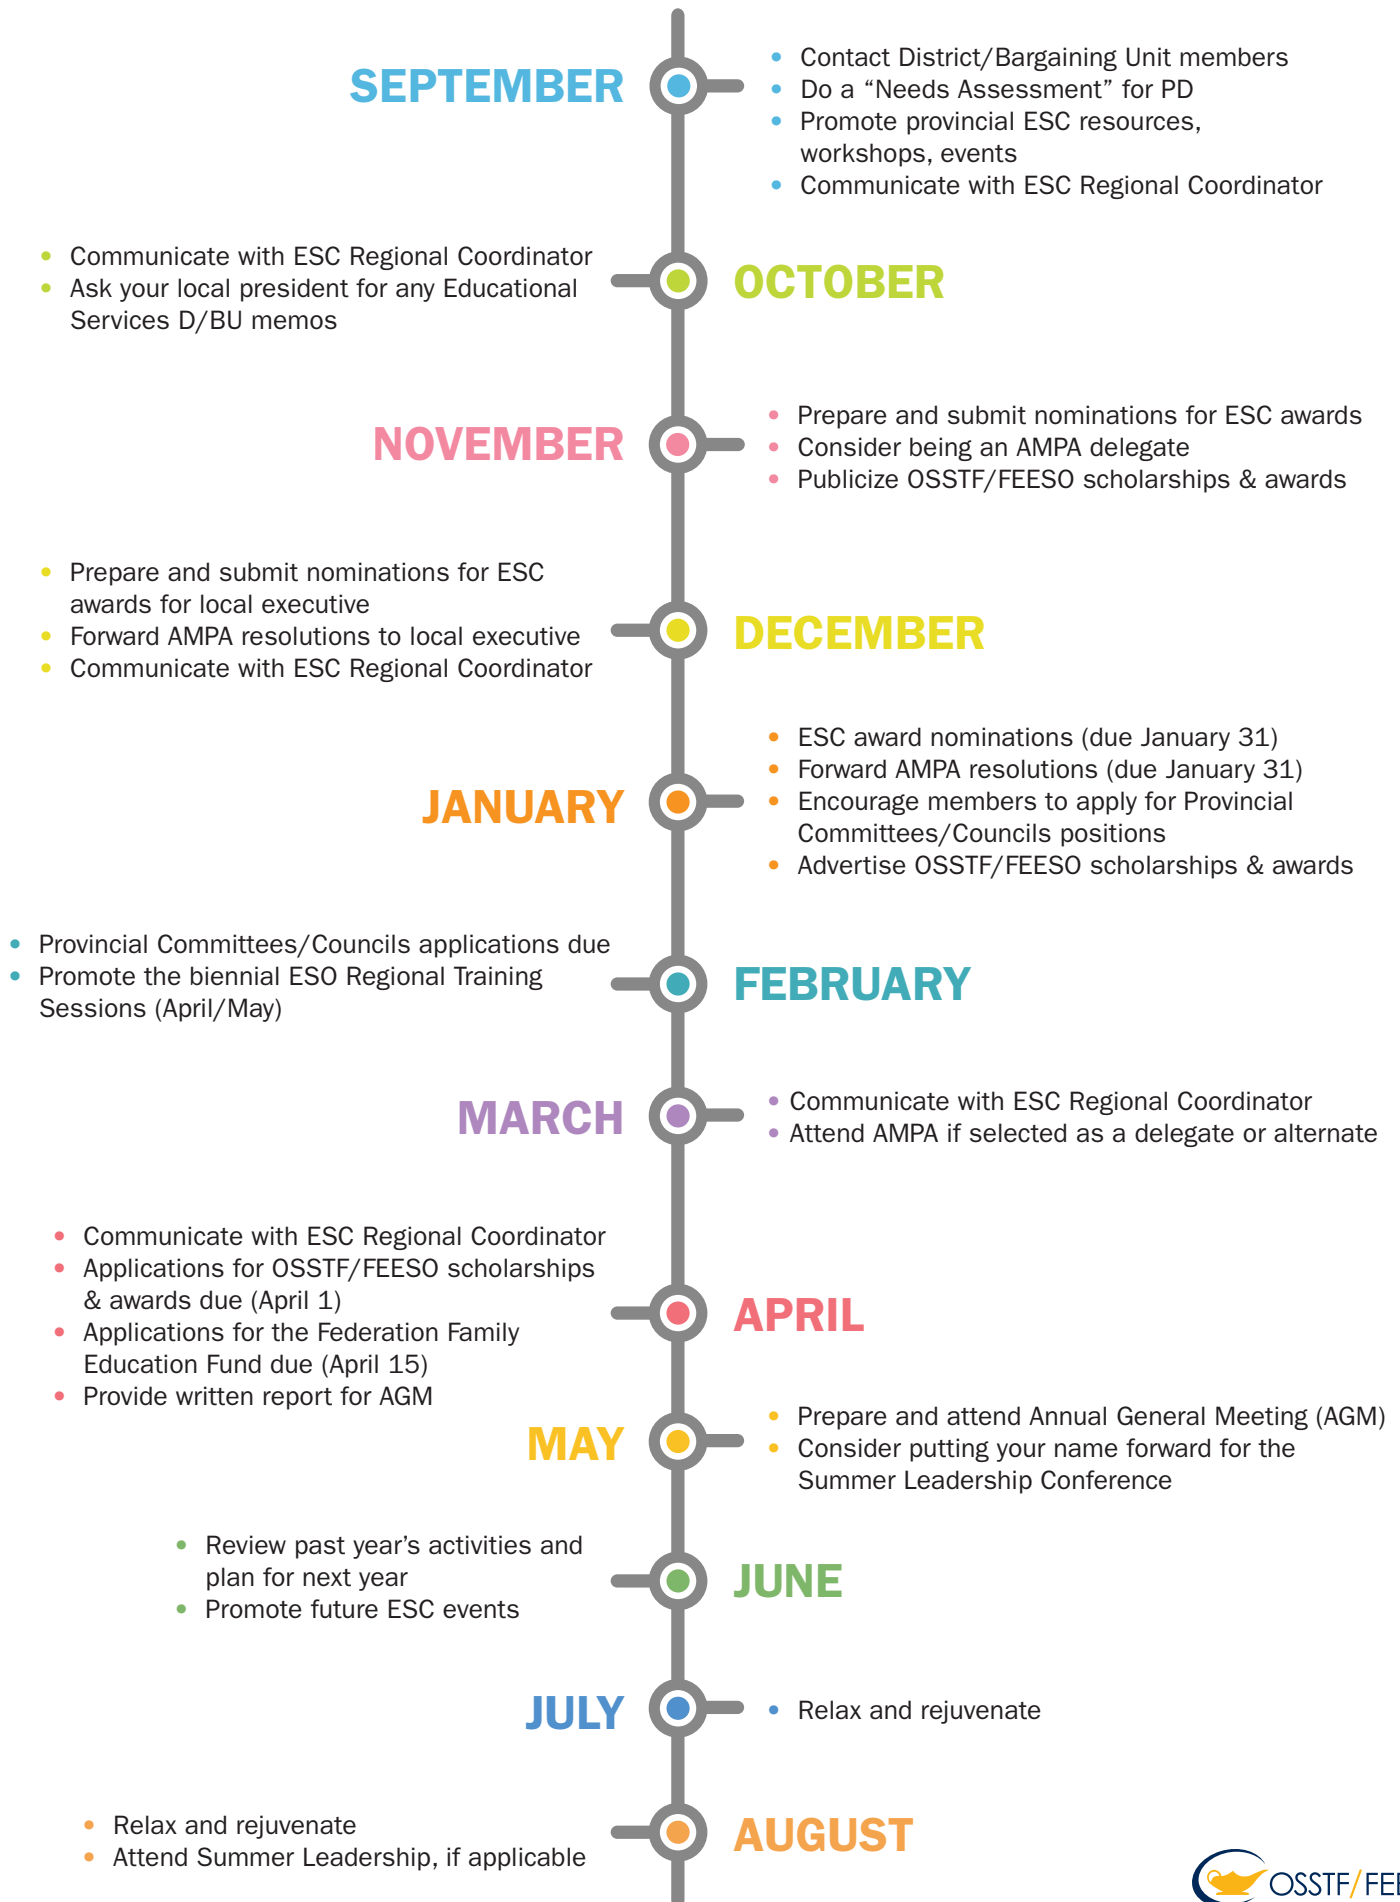 SEPTEMBER
• Contact District/Bargaining Unit members
• Do a “Needs Assessment” for PD
• Promote provincial ESC resources,
workshops, events
• Communicate with ESC Regional Coordinator
• Communicate with ESC Regional Coordinator
• Ask your local president for any Educational
Services D/BU memos
OCTOBER
NOVEMBER
• Prepare and submit nominations for ESC awards
• Consider being an AMPA delegate
• Publicize OSSTF/FEESO scholarships & awards
• Prepare and submit nominations for ESC
awards for local executive
• Forward AMPA resolutions to local executive
• Communicate with ESC Regional Coordinator
DECEMBER
JANUARY
• ESC award nominations (due January 31)
• Forward AMPA resolutions (due January 31)
• Encourage members to apply for Provincial
Committees/Councils positions
• Advertise OSSTF/FEESO scholarships & awards
• Provincial Committees/Councils applications due
• Promote the biennial ESO Regional Training
Sessions (April/May)
FEBRUARY
MARCH
• Communicate with ESC Regional Coordinator
• Attend AMPA if selected as a delegate or alternate
• Communicate with ESC Regional Coordinator
• Applications for OSSTF/FEESO scholarships
& awards due (April 1)
• Applications for the Federation Family
Education Fund due (April 15)
• Provide written report for AGM
APRIL
MAY
• Prepare and attend Annual General Meeting (AGM)
• Consider putting your name forward for the
Summer Leadership Conference
• Review past year’s activities and
plan for next year
• Promote future ESC events
JUNE
JULY
• Relax and rejuvenate
• Relax and rejuvenate
• Attend Summer Leadership, if applicable
AUGUST
OSSTF/